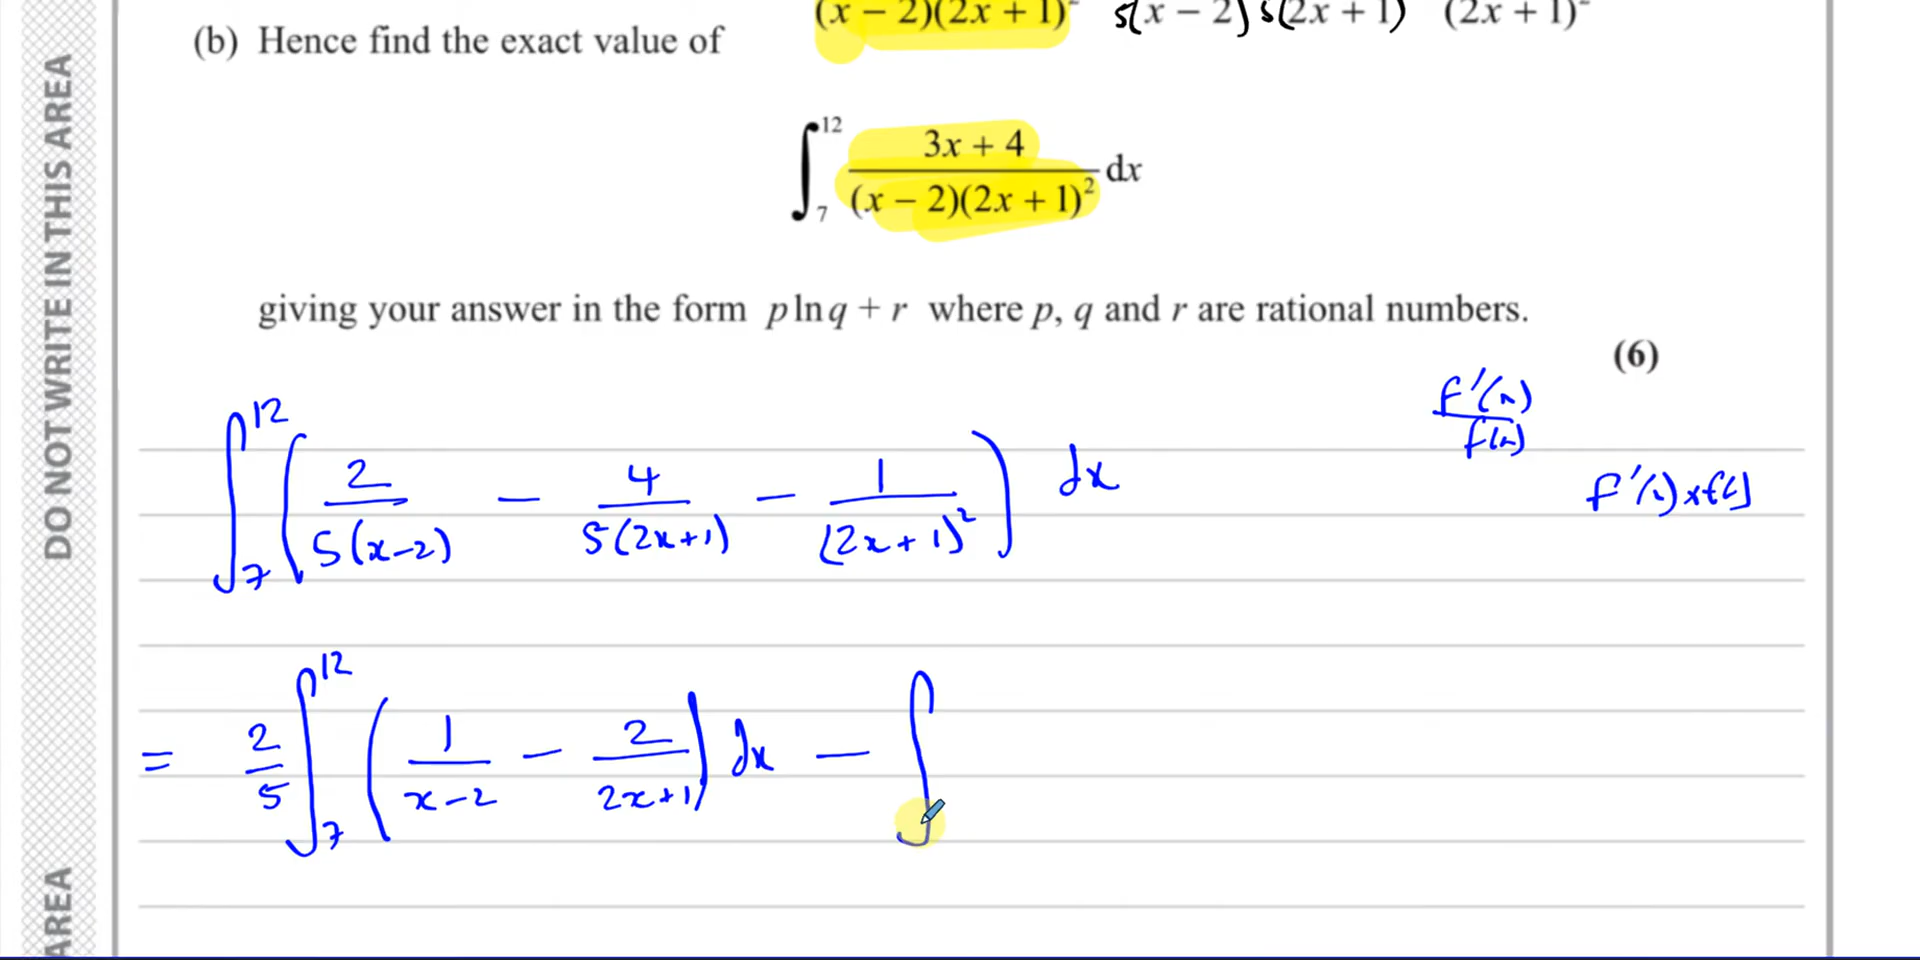 (x − 2)(2x + 1)² 5(x − 2) 5(2x + 1) (2x + 1)²
(b) Hence find the exact value of
∫₇¹² (3x + 4)/((x − 2)(2x + 1)²) dx
giving your answer in the form p ln q + r where p, q and r are rational numbers.
(6)
f'(x)/f(x)
∫₇¹² (2/(5(x−2)) − 4/(5(2x+1)) − 1/(2x+1)²) dx
f'(x) × f(x)
= 2/5 ∫₇¹² (1/(x−2) − 2/(2x+1)) dx − ∫
DO NOT WRITE IN THIS AREA
AREA